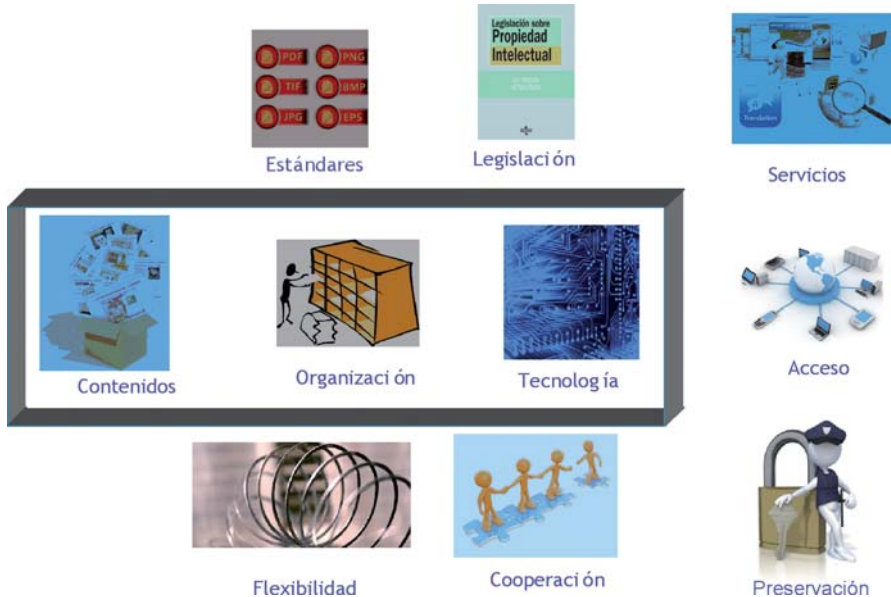 PDF
PNG
TIF
BMP
JPG
EPS
Estándares
Legislación sobre
Propiedad
Intelectual
Legislación
Translation
Servicios
Contenidos
Organización
Tecnología
Acceso
Flexibilidad
Cooperación
Preservación